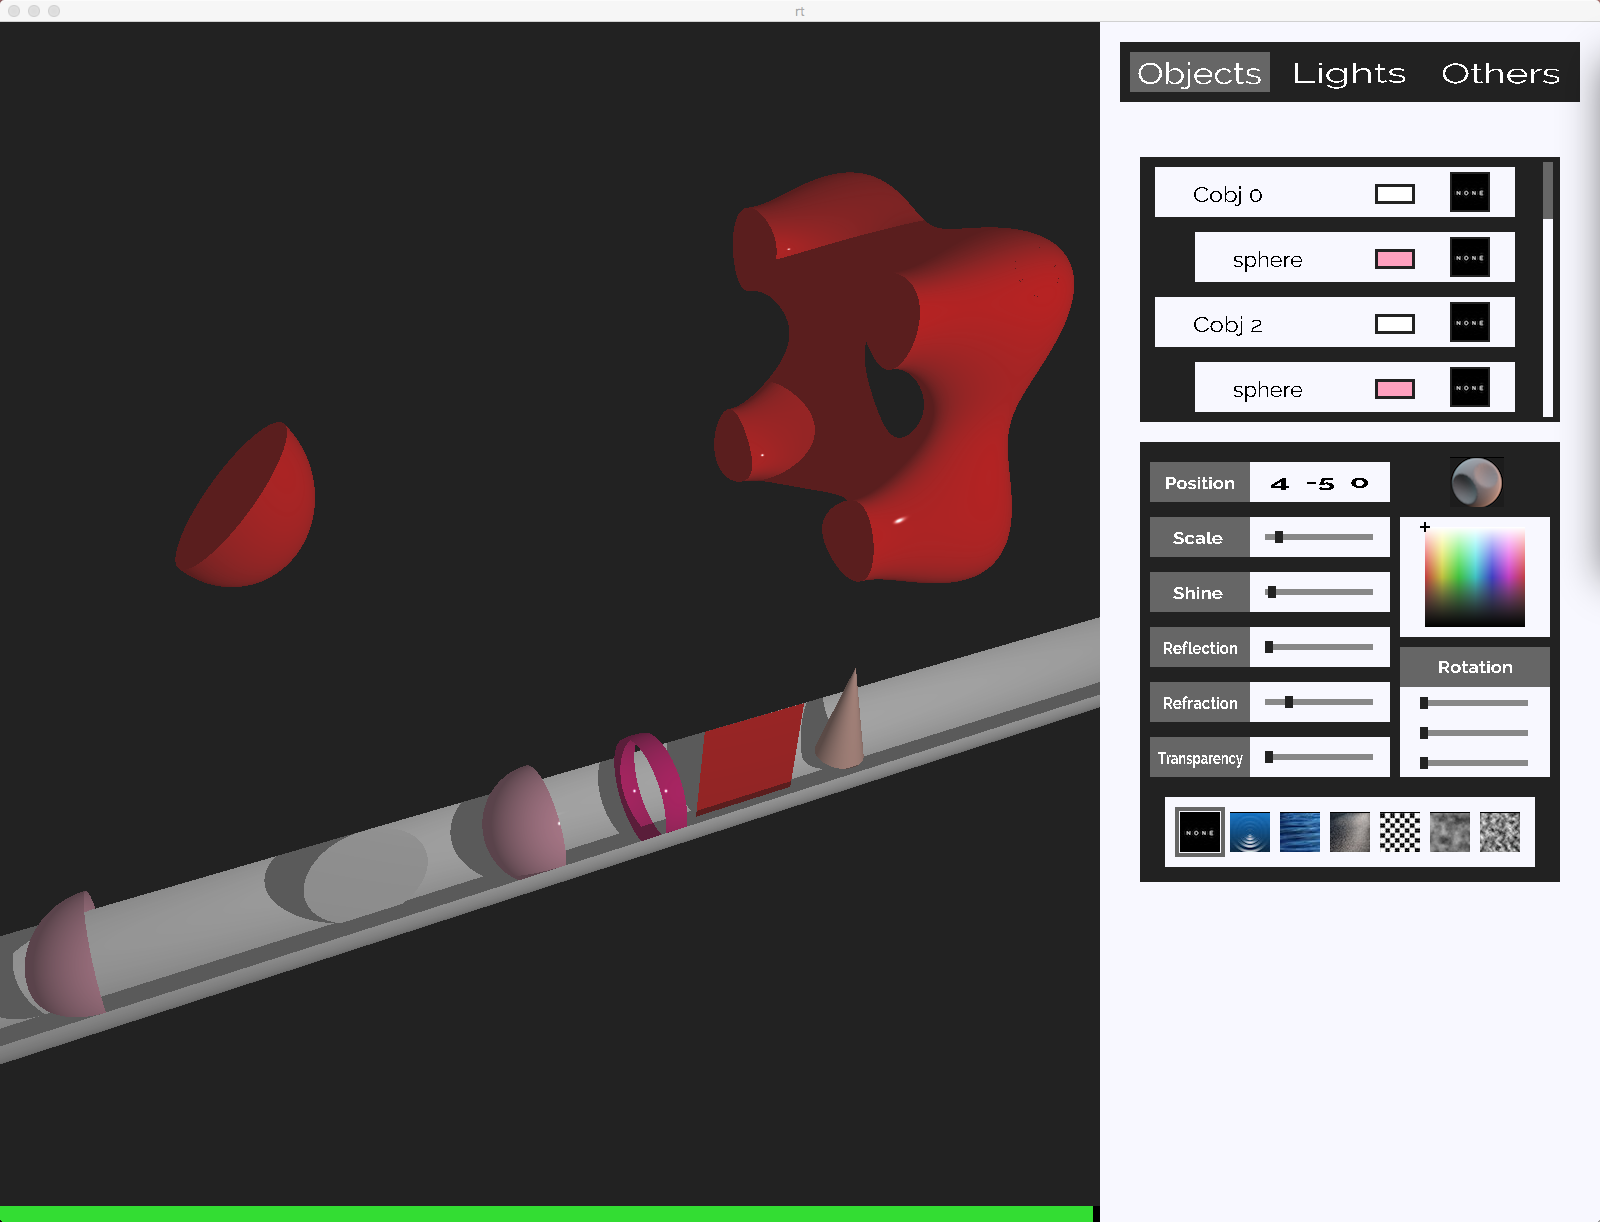 rt
Objects Lights Others
Cobj 0 NONE
sphere NONE
Cobj 2 NONE
sphere NONE
Position 4 -5 0
Scale
Shine
Reflection
Rotation
Refraction
Transparency
NONE